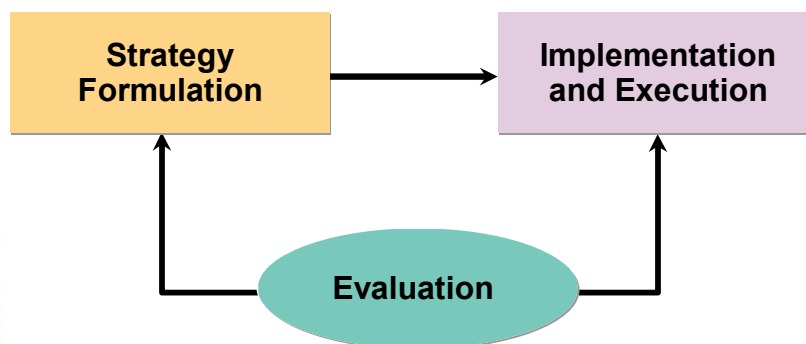 Strategy
Formulation
Implementation
and Execution
Evaluation